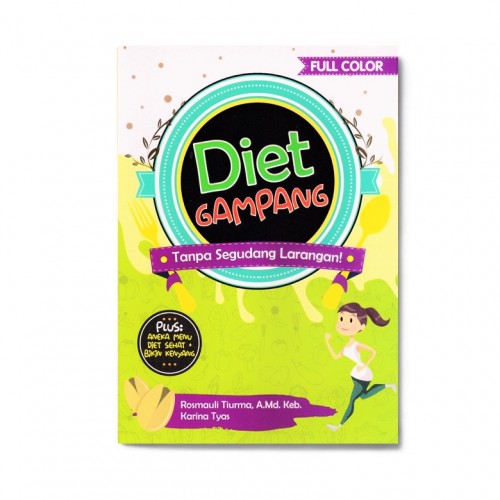 FULL COLOR
Diet
GAMPANG
Tanpa Segudang Larangan!
PLUS:
ANEKA MENU
DIET SEHAT +
BIKIN KENYANG
Rosmauli Tiurma, A.Md. Keb.
Karina Tyas